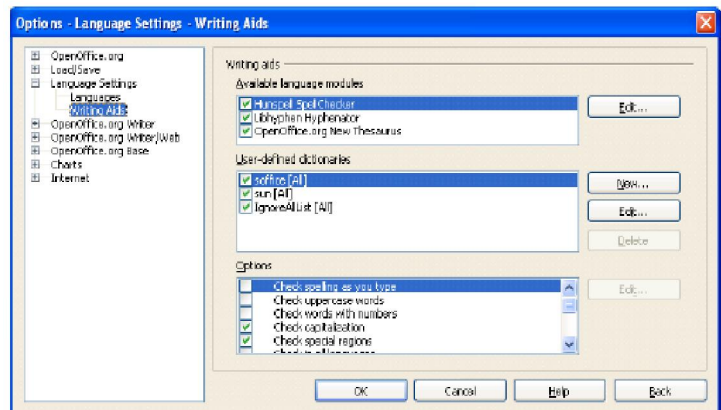 Options - Language Settings - Writing Aids
OpenOffice.org
Load/Save
Language Settings
Languages
Writing Aids
OpenOffice.org Writer
OpenOffice.org Writer/Web
OpenOffice.org Base
Charts
Internet
Writing aids
Available language modules
Hunspell SpellChecker
Libhyphen Hyphenator
OpenOffice.org New Thesaurus
Edit...
User-defined dictionaries
soffice [All]
sun [All]
IgnoreAllList [All]
New...
Edit...
Delete
Options
Check spelling as you type
Check uppercase words
Check words with numbers
Check capitalization
Check special regions
Edit...
OK
Cancel
Help
Back